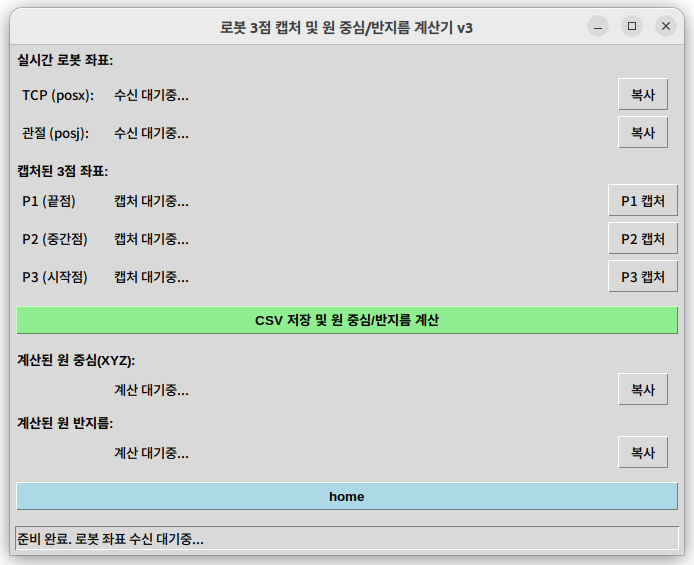 로봇 3점 캡처 및 원 중심/반지름 계산기 v3
실시간 로봇 좌표:
TCP (posx): 수신 대기중... 복사
관절 (posj): 수신 대기중... 복사
캡처된 3점 좌표:
P1 (끝점) 캡처 대기중... P1 캡처
P2 (중간점) 캡처 대기중... P2 캡처
P3 (시작점) 캡처 대기중... P3 캡처
CSV 저장 및 원 중심/반지름 계산
계산된 원 중심(XYZ):
계산 대기중... 복사
계산된 원 반지름:
계산 대기중... 복사
home
준비 완료. 로봇 좌표 수신 대기중...